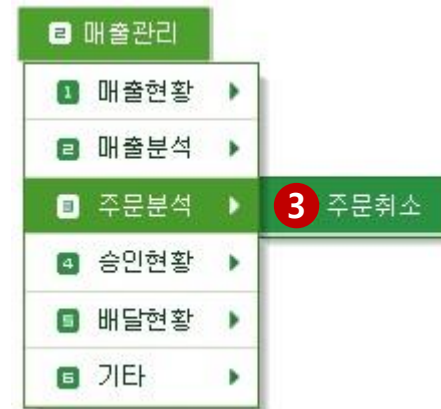 2 매출관리
1 매출현황
2 매출분석
3 주문분석 3 주문취소
4 승인현황
5 배달현황
6 기타